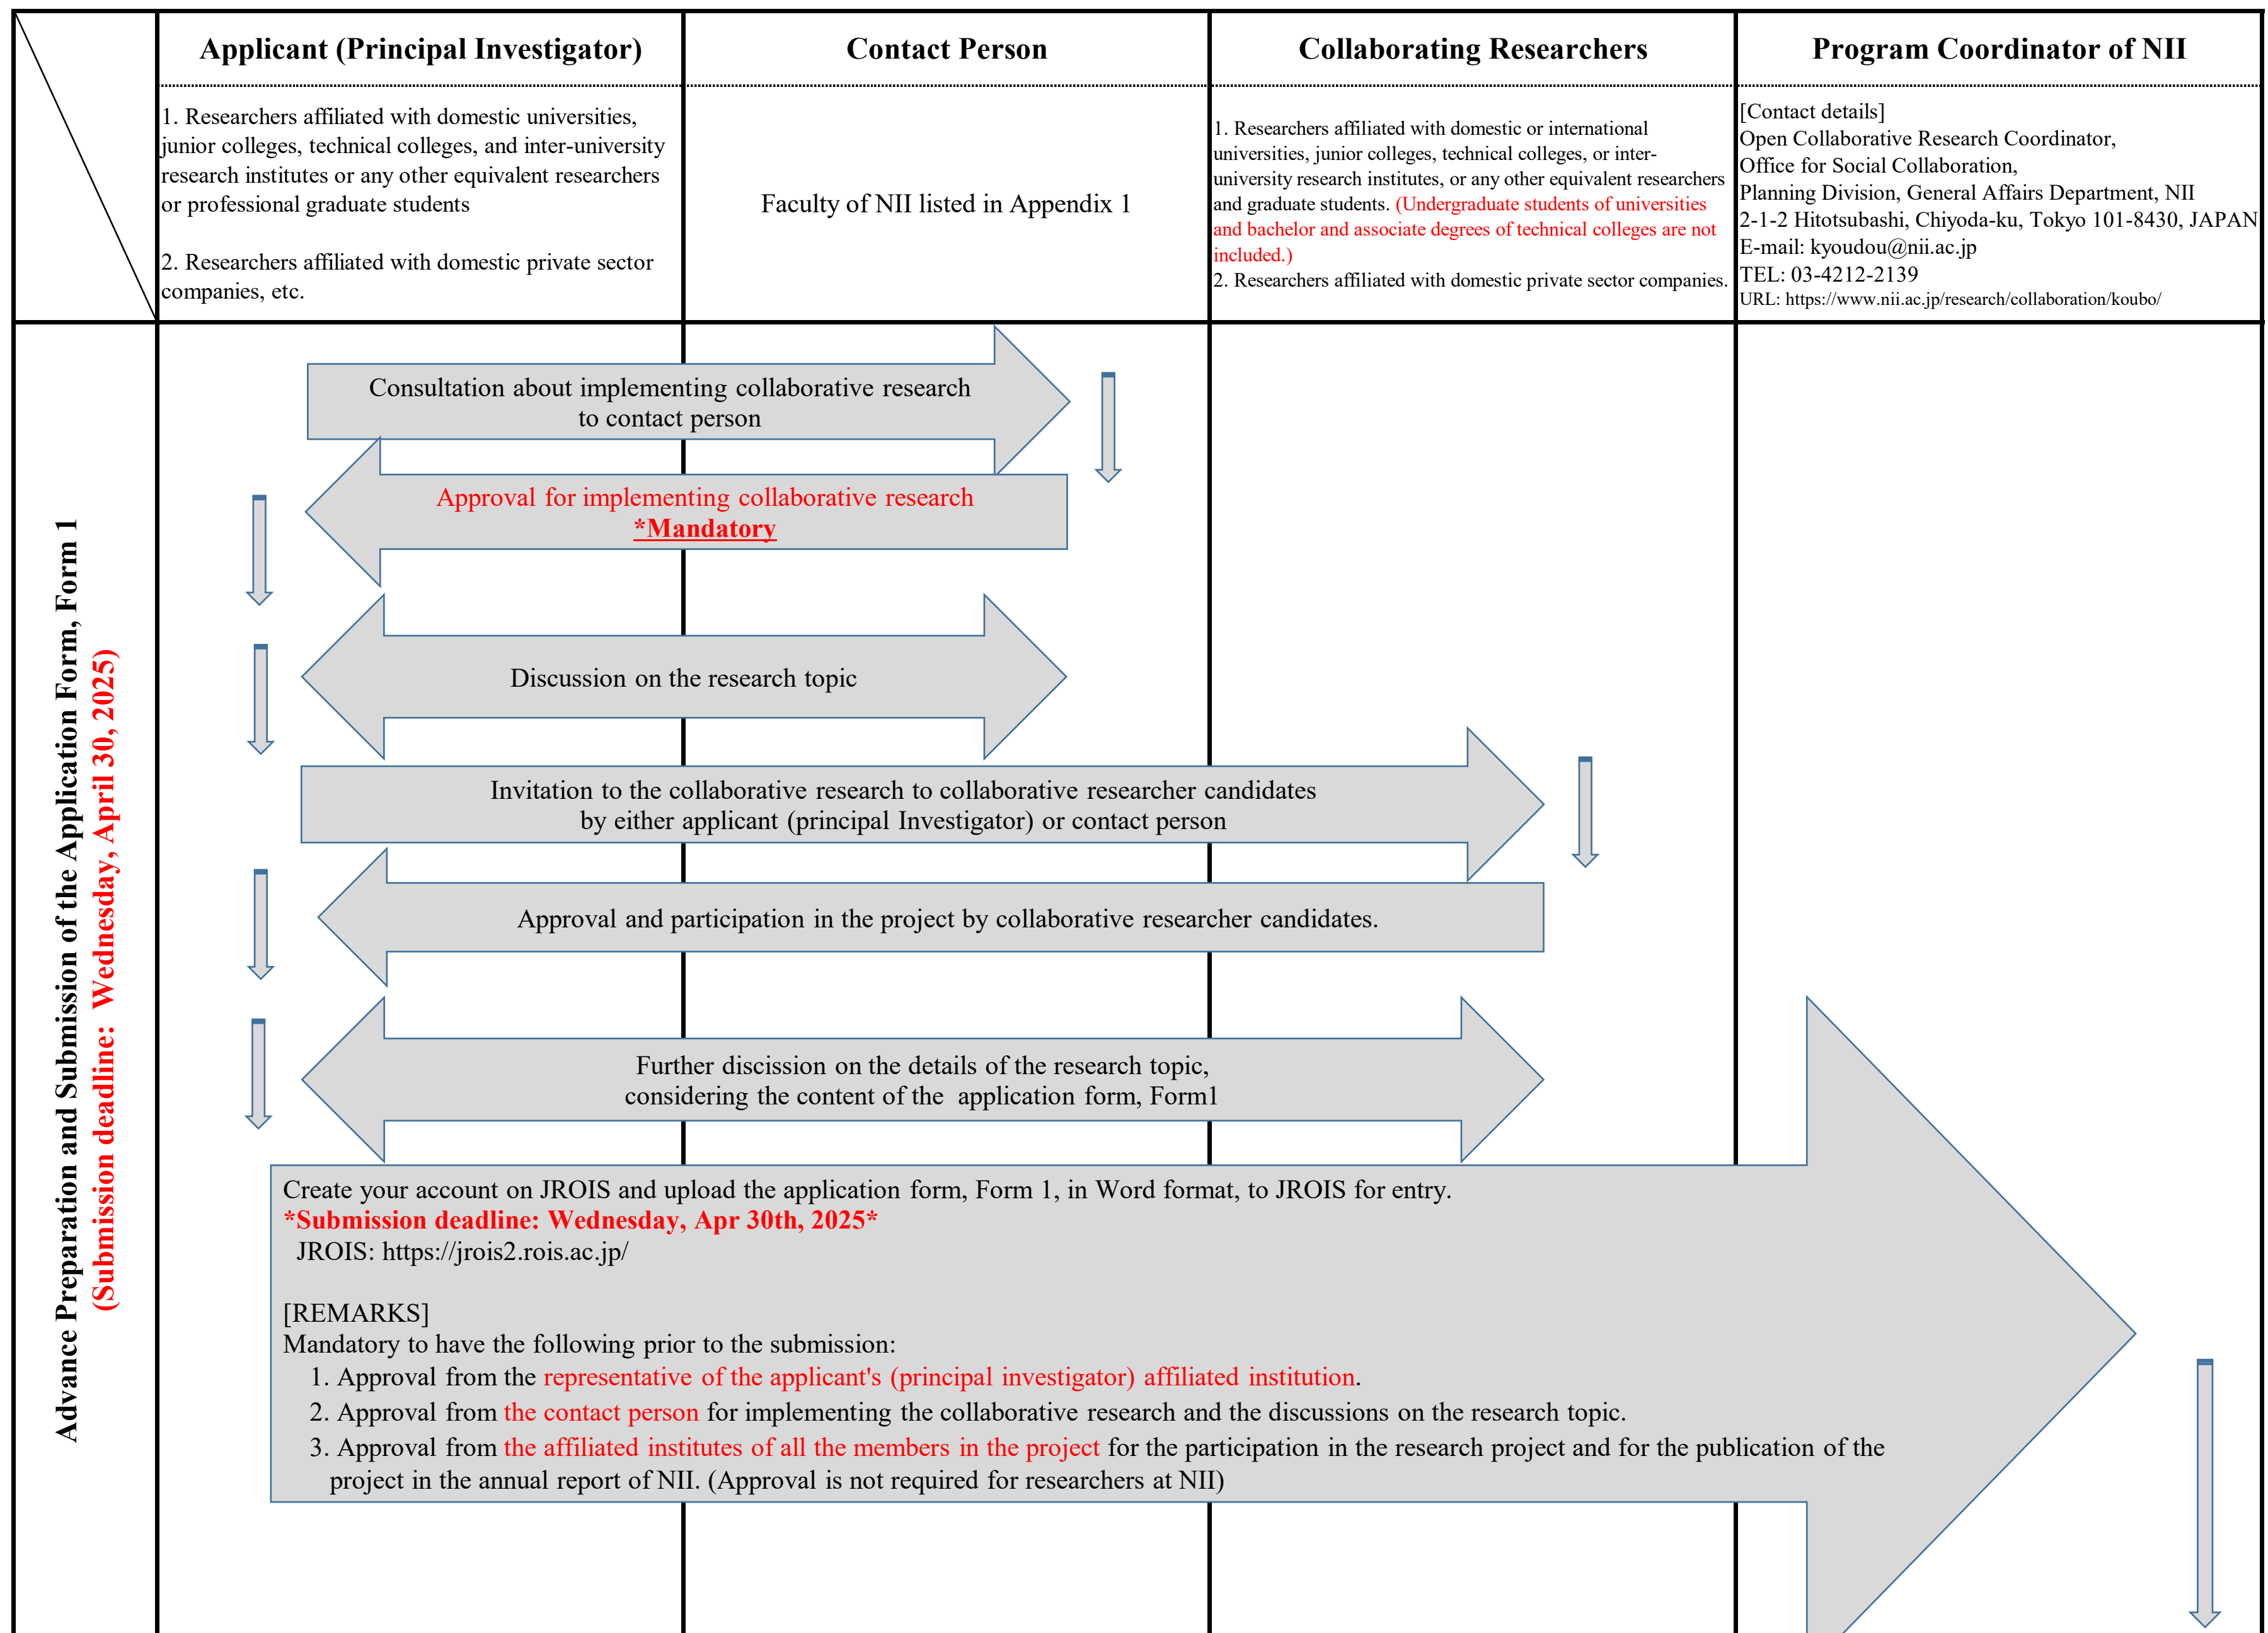 Applicant (Principal Investigator)
Contact Person
Collaborating Researchers
Program Coordinator of NII
1. Researchers affiliated with domestic universities,
junior colleges, technical colleges, and inter-university
research institutes or any other equivalent researchers
or professional graduate students
2. Researchers affiliated with domestic private sector
companies, etc.
Faculty of NII listed in Appendix 1
1. Researchers affiliated with domestic or international
universities, junior colleges, technical colleges, or inter-
university research institutes, or any other equivalent researchers
and graduate students. (Undergraduate students of universities
and bachelor and associate degrees of technical colleges are not
included.)
2. Researchers affiliated with domestic private sector companies.
[Contact details]
Open Collaborative Research Coordinator,
Office for Social Collaboration,
Planning Division, General Affairs Department, NII
2-1-2 Hitotsubashi, Chiyoda-ku, Tokyo 101-8430, JAPAN
E-mail: kyoudou@nii.ac.jp
TEL: 03-4212-2139
URL: https://www.nii.ac.jp/research/collaboration/koubo/
Advance Preparation and Submission of the Application Form, Form 1
(Submission deadline: Wednesday, April 30, 2025)
Consultation about implementing collaborative research
to contact person
Approval for implementing collaborative research
*Mandatory
Discussion on the research topic
Invitation to the collaborative research to collaborative researcher candidates
by either applicant (principal Investigator) or contact person
Approval and participation in the project by collaborative researcher candidates.
Further discission on the details of the research topic,
considering the content of the application form, Form1
Create your account on JROIS and upload the application form, Form 1, in Word format, to JROIS for entry.
*Submission deadline: Wednesday, Apr 30th, 2025*
JROIS: https://jrois2.rois.ac.jp/
[REMARKS]
Mandatory to have the following prior to the submission:
1. Approval from the representative of the applicant's (principal investigator) affiliated institution.
2. Approval from the contact person for implementing the collaborative research and the discussions on the research topic.
3. Approval from the affiliated institutes of all the members in the project for the participation in the research project and for the publication of the
project in the annual report of NII. (Approval is not required for researchers at NII)